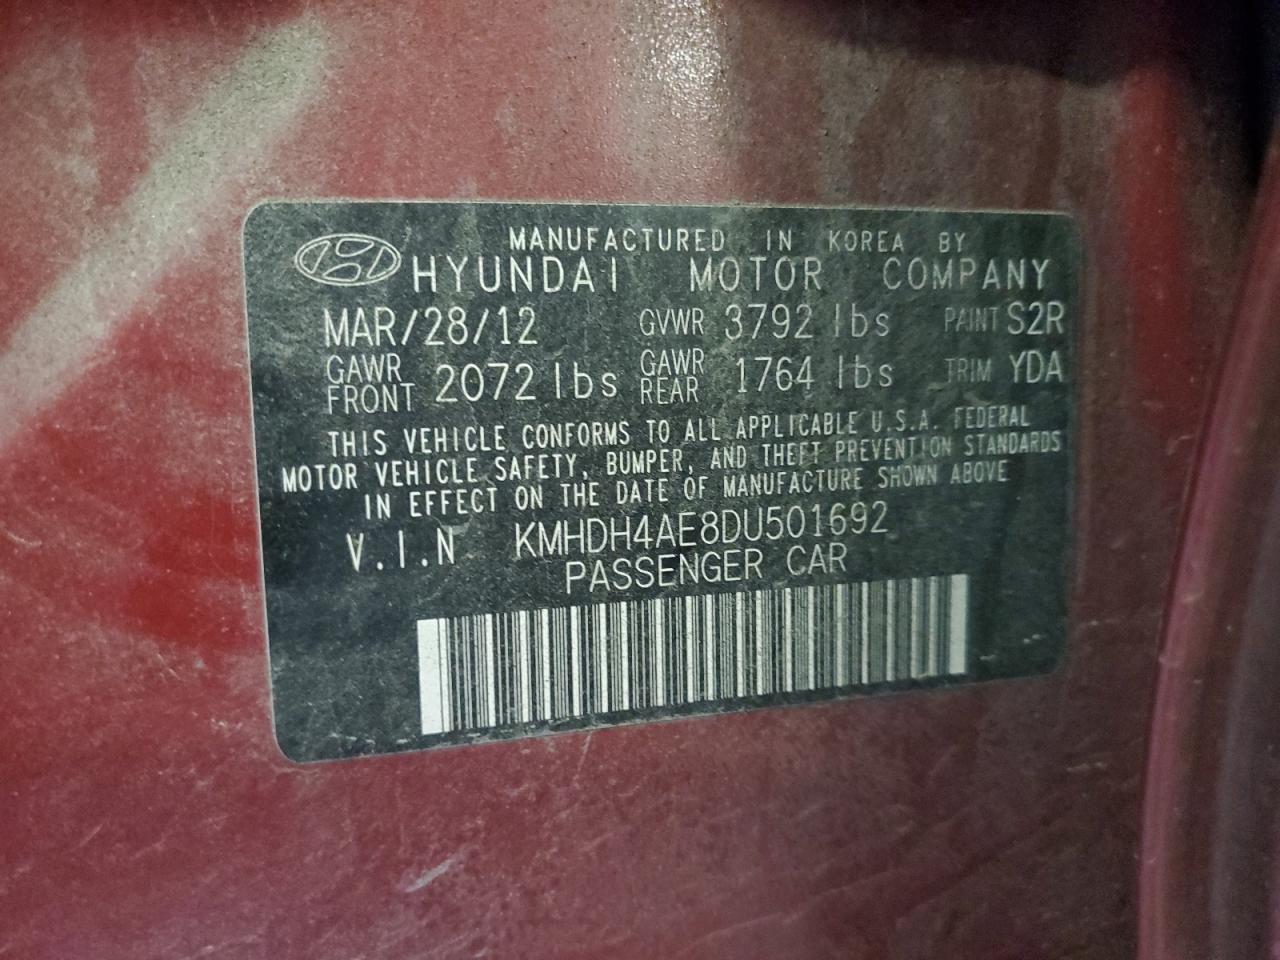 MANUFACTURED IN KOREA BY
HYUNDAI MOTOR COMPANY
MAR/28/12 GVWR 3792 lbs PAINT S2R
GAWR FRONT 2072 lbs GAWR REAR 1764 lbs TRIM YDA
THIS VEHICLE CONFORMS TO ALL APPLICABLE U.S.A. FEDERAL
MOTOR VEHICLE SAFETY, BUMPER, AND THEFT PREVENTION STANDARDS
IN EFFECT ON THE DATE OF MANUFACTURE SHOWN ABOVE
V.I.N KMHDH4AE8DU501692
PASSENGER CAR